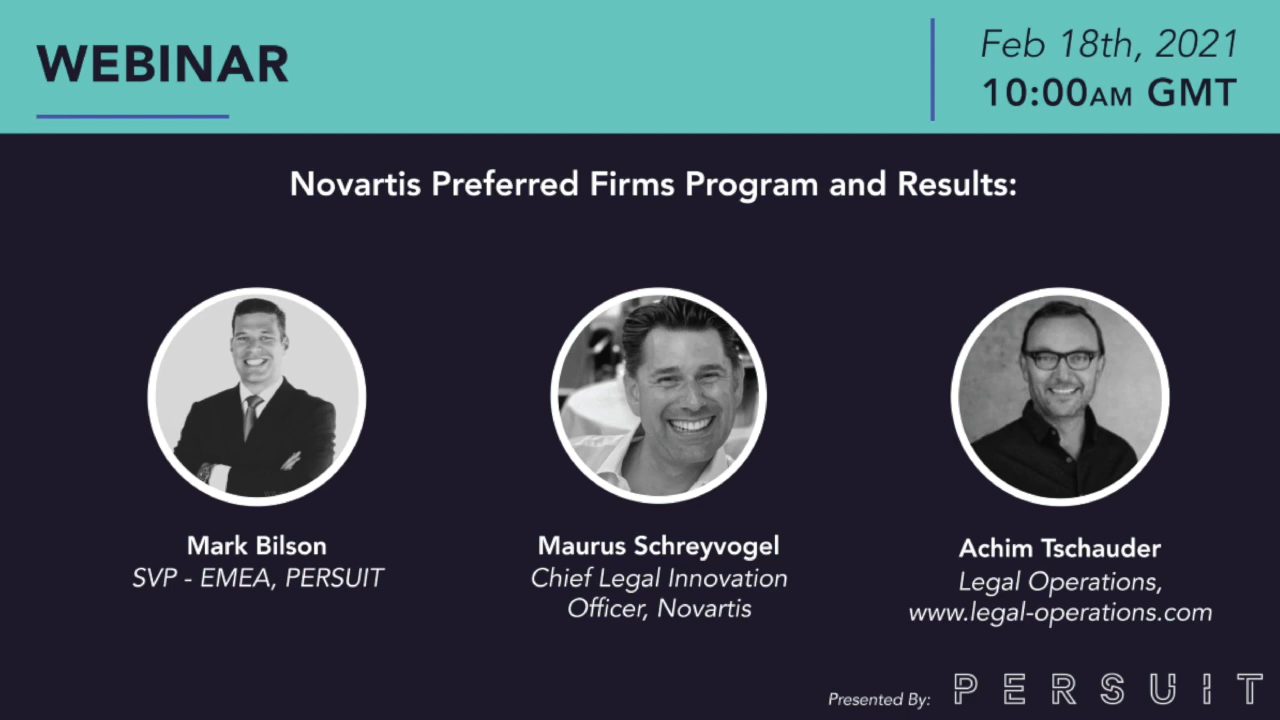 WEBINAR
Feb 18th, 2021
10:00AM GMT
Novartis Preferred Firms Program and Results:
Mark Bilson
SVP - EMEA, PERSUIT
Maurus Schreyvogel
Chief Legal Innovation
Officer, Novartis
Achim Tschauder
Legal Operations,
www.legal-operations.com
Presented By: PERSUIT